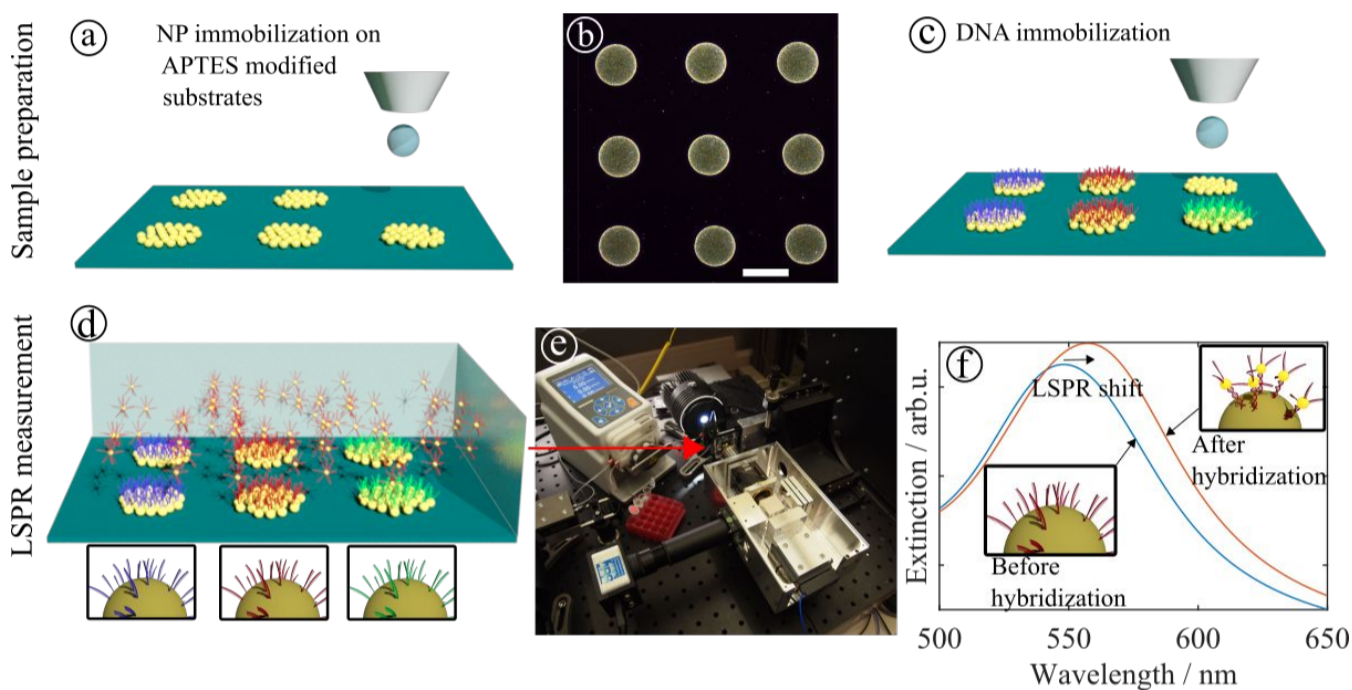 Sample preparation
a
NP immobilization on
APTES modified
substrates
b
c
DNA immobilization
LSPR measurement
d
e
f
LSPR shift
After
hybridization
Before
hybridization
Extinction / arb.u.
500
550
600
650
Wavelength / nm